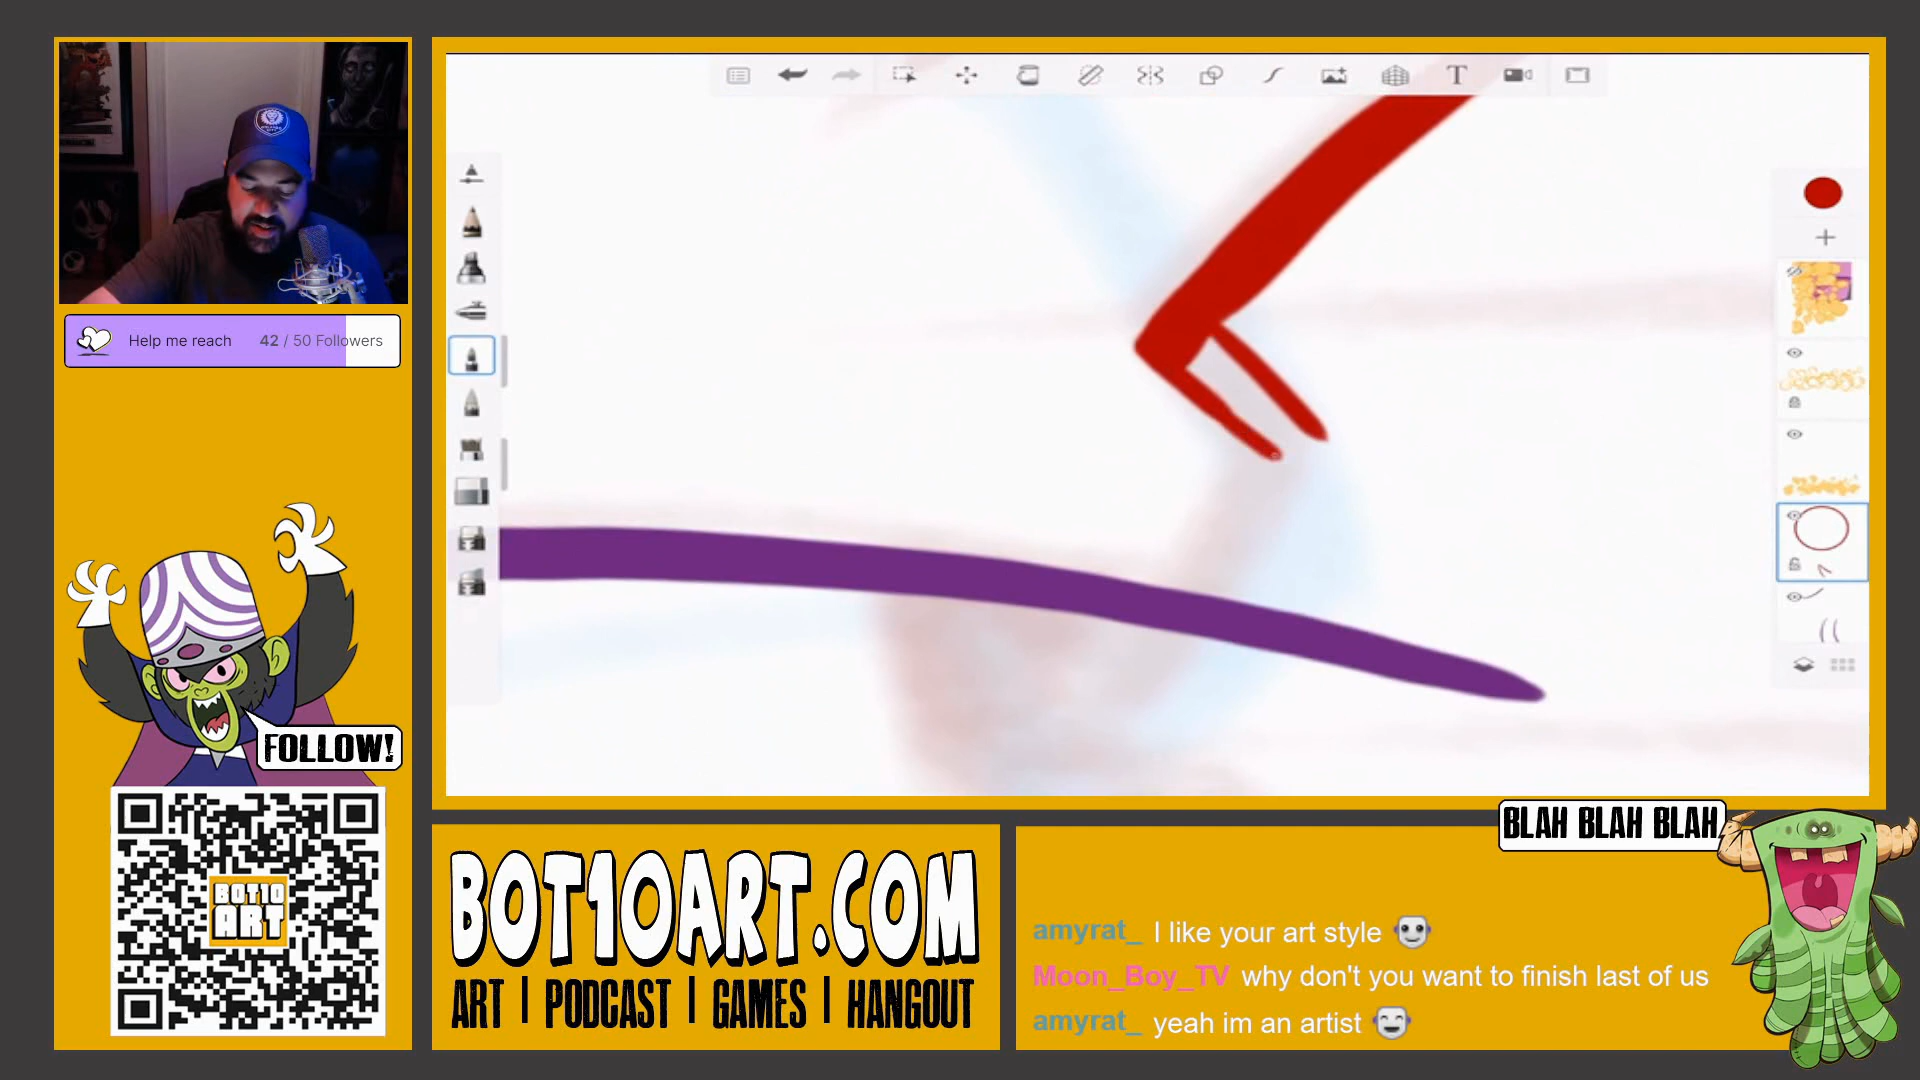 Help me reach 42 / 50 Followers
FOLLOW!
BOT10
ART
T
BOT10ART.COM
ART | PODCAST | GAMES | HANGOUT
BLAH BLAH BLAH
amyrat_ I like your art style
Moon_Boy_TV why don't you want to finish last of us
amyrat_ yeah im an artist